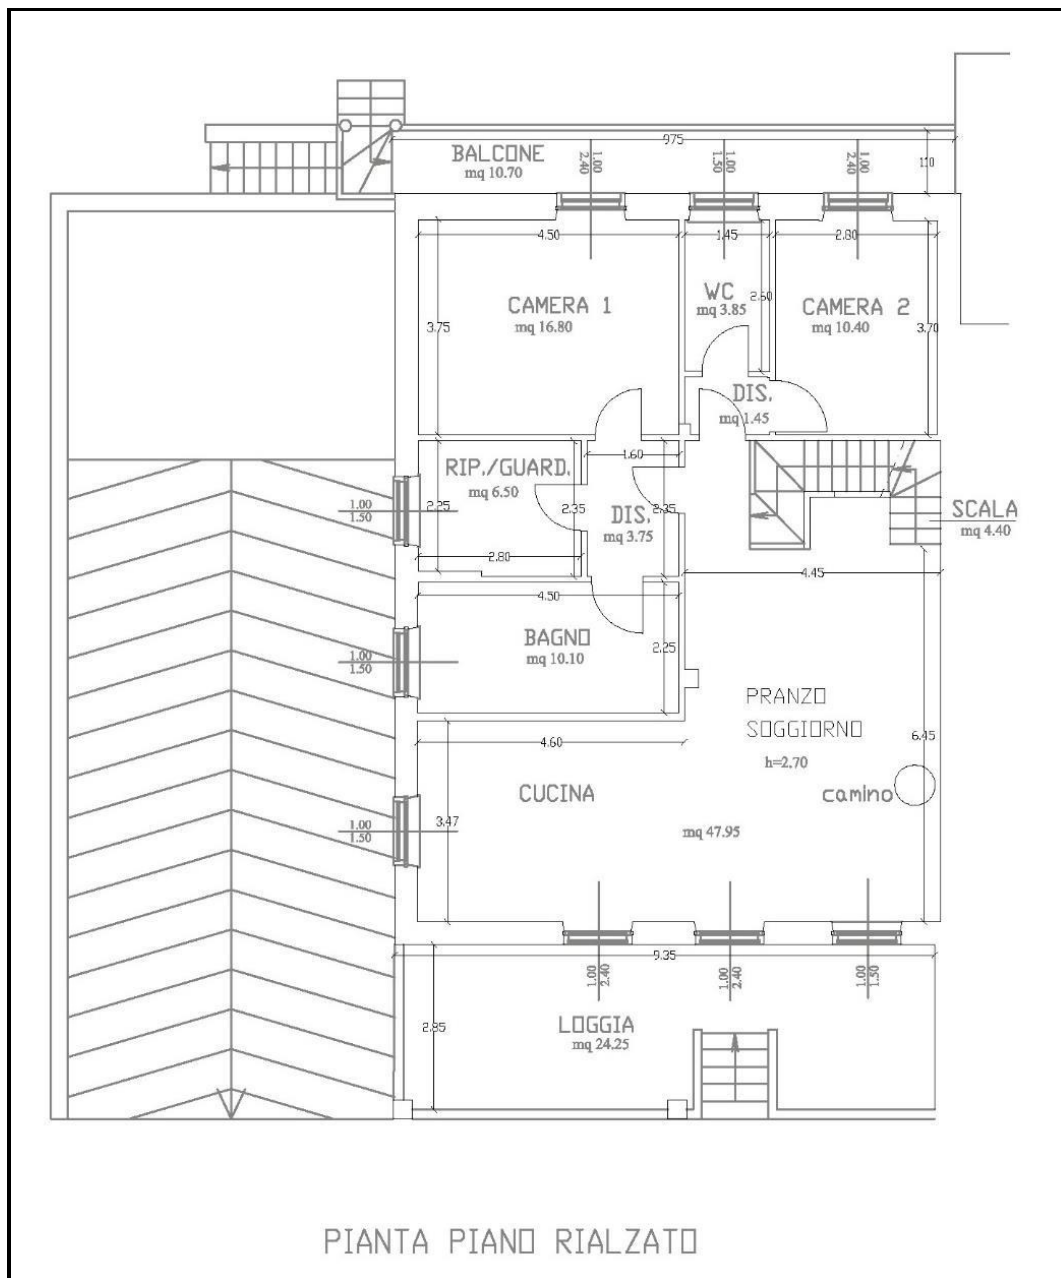 975
BALCONE
mq 10.70
1.00
2.40
1.00
1.50
1.00
2.40
110
4.50
1.45
2.80
CAMERA 1
mq 16.80
WC
mq 3.85
2.60
CAMERA 2
mq 10.40
3.75
3.70
DIS.
mq 1.45
RIP./GUARD.
mq 6.50
1.60
1.00
1.50
2.25
2.35
2.35
DIS.
mq 3.75
SCALA
mq 4.40
2.80
4.45
4.50
BAGNO
mq 10.10
2.25
1.00
1.50
PRANZO
SOGGIORNO
h=2.70
6.45
4.60
CUCINA
camino
1.00
1.50
3.47
mq 47.95
9.35
1.00
2.40
1.00
2.40
1.00
1.50
2.85
LOGGIA
mq 24.25
PIANTA PIANO RIALZATO